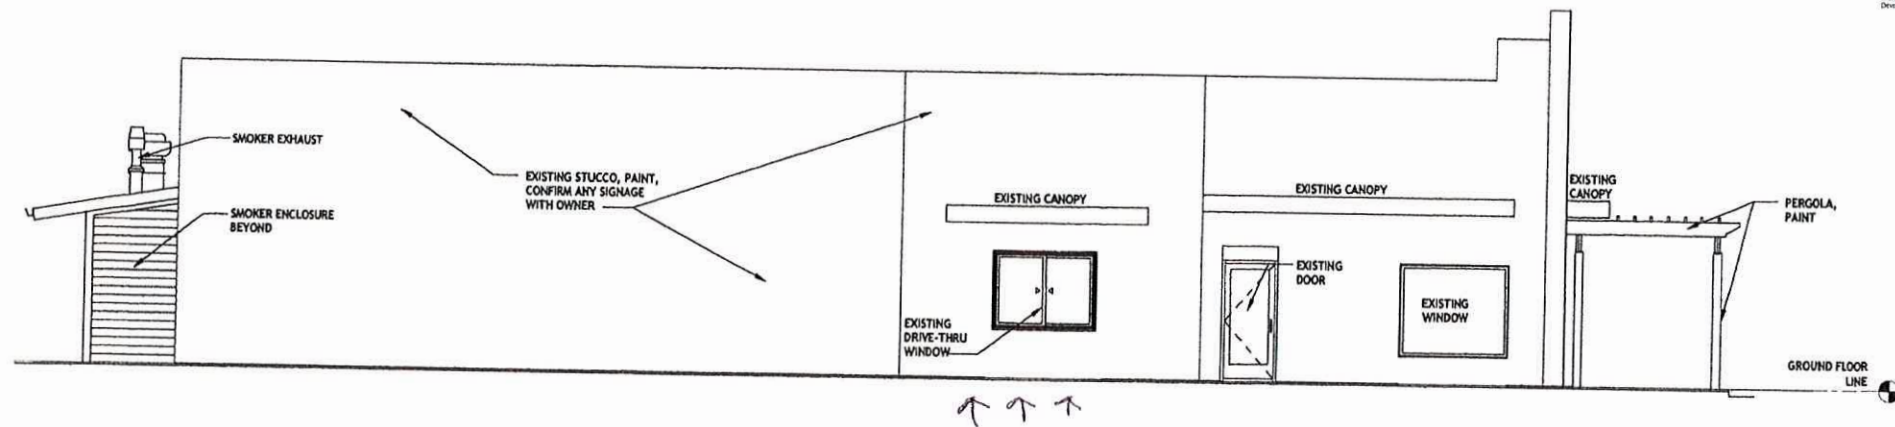 Deve
SMOKER EXHAUST
EXISTING STUCCO, PAINT,
CONFIRM ANY SIGNAGE
WITH OWNER
SMOKER ENCLOSURE
BEYOND
EXISTING CANOPY
EXISTING CANOPY
EXISTING
CANOPY
PERGOLA,
PAINT
EXISTING
DOOR
EXISTING
WINDOW
EXISTING
DRIVE-THRU
WINDOW
GROUND FLOOR
LINE